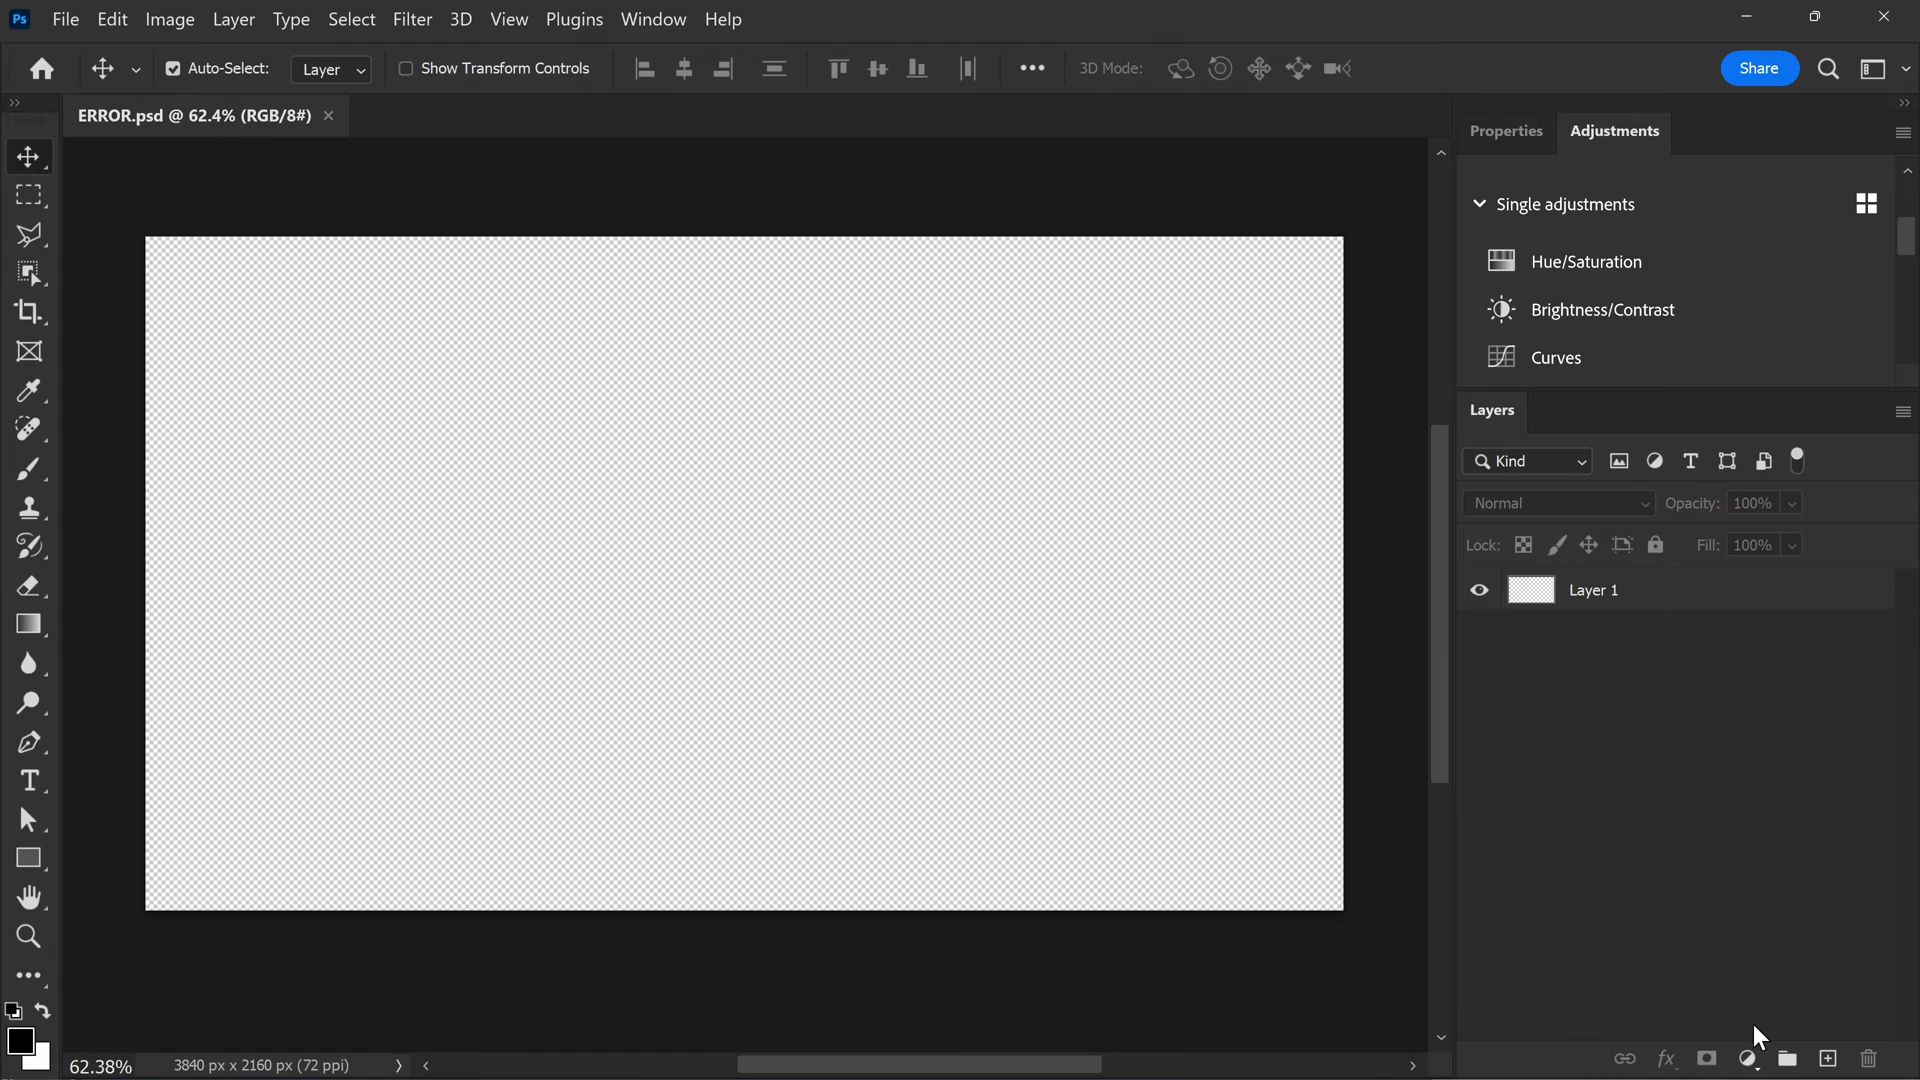 Ps File Edit Image Layer Type Select Filter 3D View Plugins Window Help
Auto-Select: Layer Show Transform Controls 3D Mode: Share
ERROR.psd @ 62.4% (RGB/8#)
Properties Adjustments
Single adjustments
Hue/Saturation
Brightness/Contrast
Curves
Layers
Kind
Normal Opacity: 100%
Lock: Fill: 100%
Layer 1
62.38% 3840 px x 2160 px (72 ppi)
fx